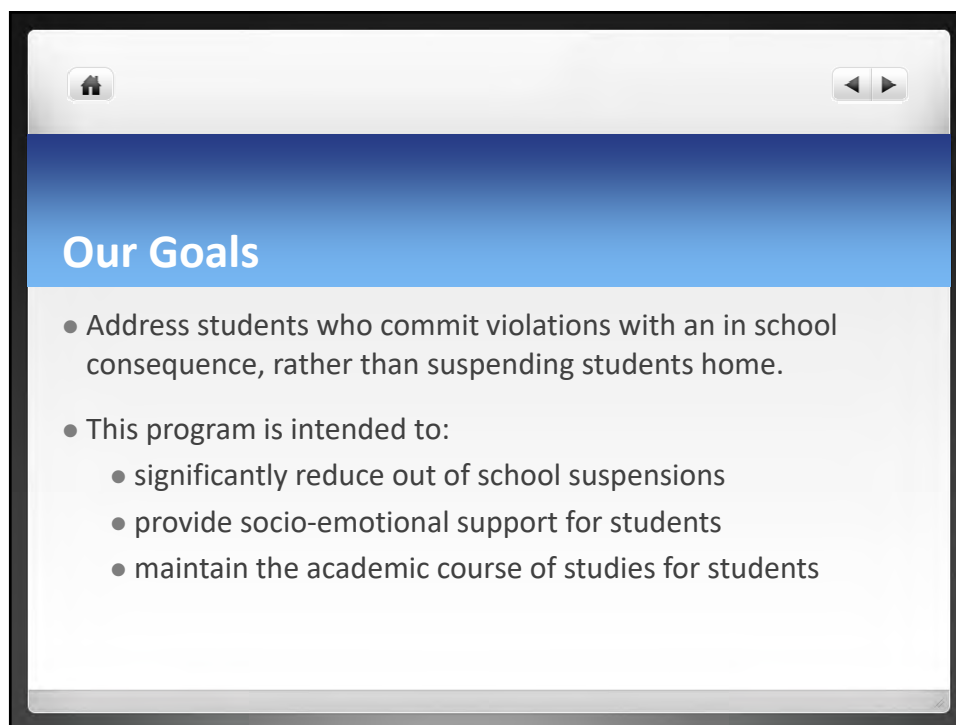 Our Goals
● Address students who commit violations with an in school
consequence, rather than suspending students home.
● This program is intended to:
● significantly reduce out of school suspensions
● provide socio-emotional support for students
● maintain the academic course of studies for students